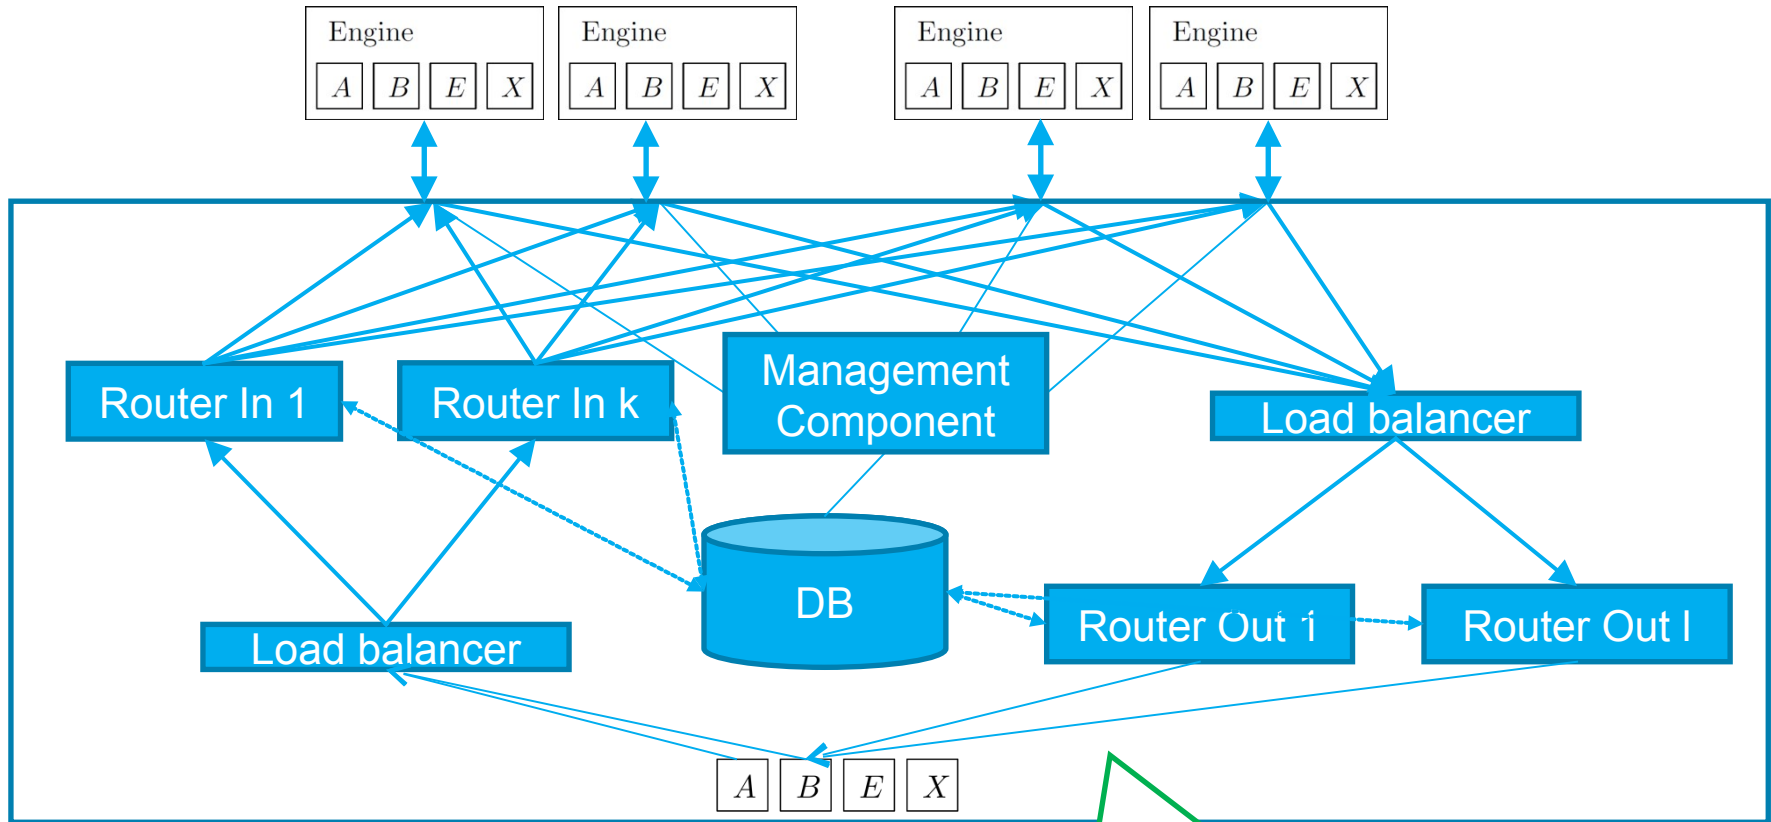 Engine
A B E X
Engine
A B E X
Engine
A B E X
Engine
A B E X
Router In 1
Router In k
Management
Component
Load balancer
DB
Router Out 1
Router Out l
Load balancer
A B E X